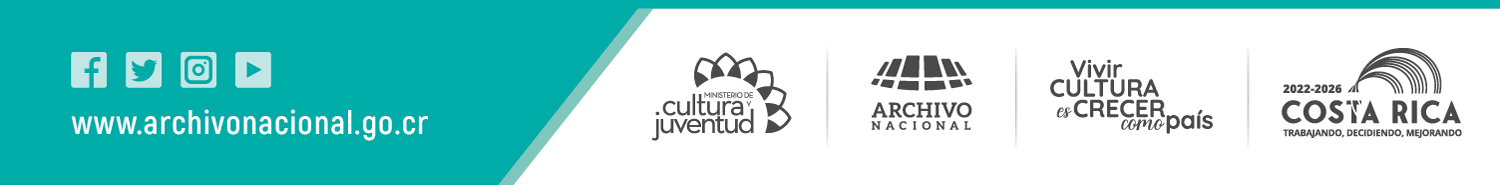 www.archivonacional.go.cr
MINISTERIO DE
cultura y
juventud
ARCHIVO
NACIONAL
Vivir
CULTURA
es CRECER
como país
2022-2026
COSTA RICA
TRABAJANDO, DECIDIENDO, MEJORANDO